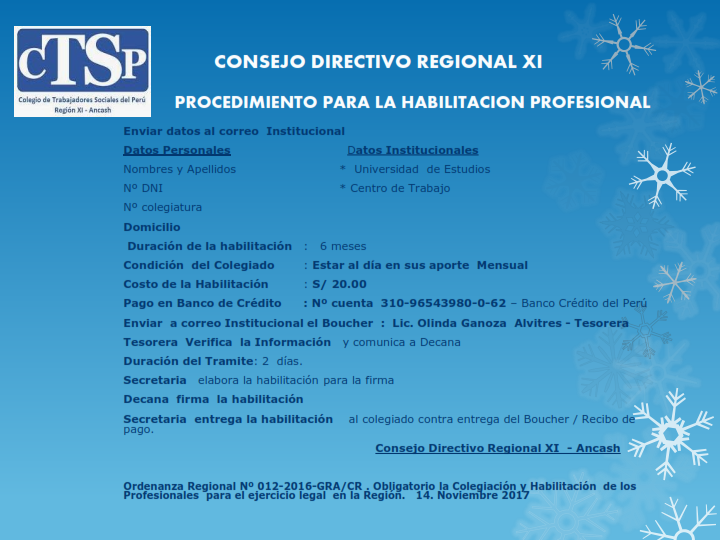 CTSP
Colegio de Trabajadores Sociales del Perú
Región XI - Ancash
CONSEJO DIRECTIVO REGIONAL XI
PROCEDIMIENTO PARA LA HABILITACION PROFESIONAL
Enviar datos al correo Institucional
Datos Personales Datos Institucionales
Nombres y Apellidos * Universidad de Estudios
Nº DNI * Centro de Trabajo
Nº colegiatura
Domicilio
Duración de la habilitación : 6 meses
Condición del Colegiado : Estar al día en sus aporte Mensual
Costo de la Habilitación : S/ 20.00
Pago en Banco de Crédito : Nº cuenta 310-96543980-0-62 – Banco Crédito del Perú
Enviar a correo Institucional el Boucher : Lic. Olinda Ganoza Alvitres - Tesorera
Tesorera Verifica la Información y comunica a Decana
Duración del Tramite: 2 días.
Secretaria elabora la habilitación para la firma
Decana firma la habilitación
Secretaria entrega la habilitación al colegiado contra entrega del Boucher / Recibo de
pago.
Consejo Directivo Regional XI – Ancash
Ordenanza Regional Nº 012-2016-GRA/CR . Obligatorio la Colegiación y Habilitación de los
Profesionales para el ejercicio legal en la Región. 14. Noviembre 2017